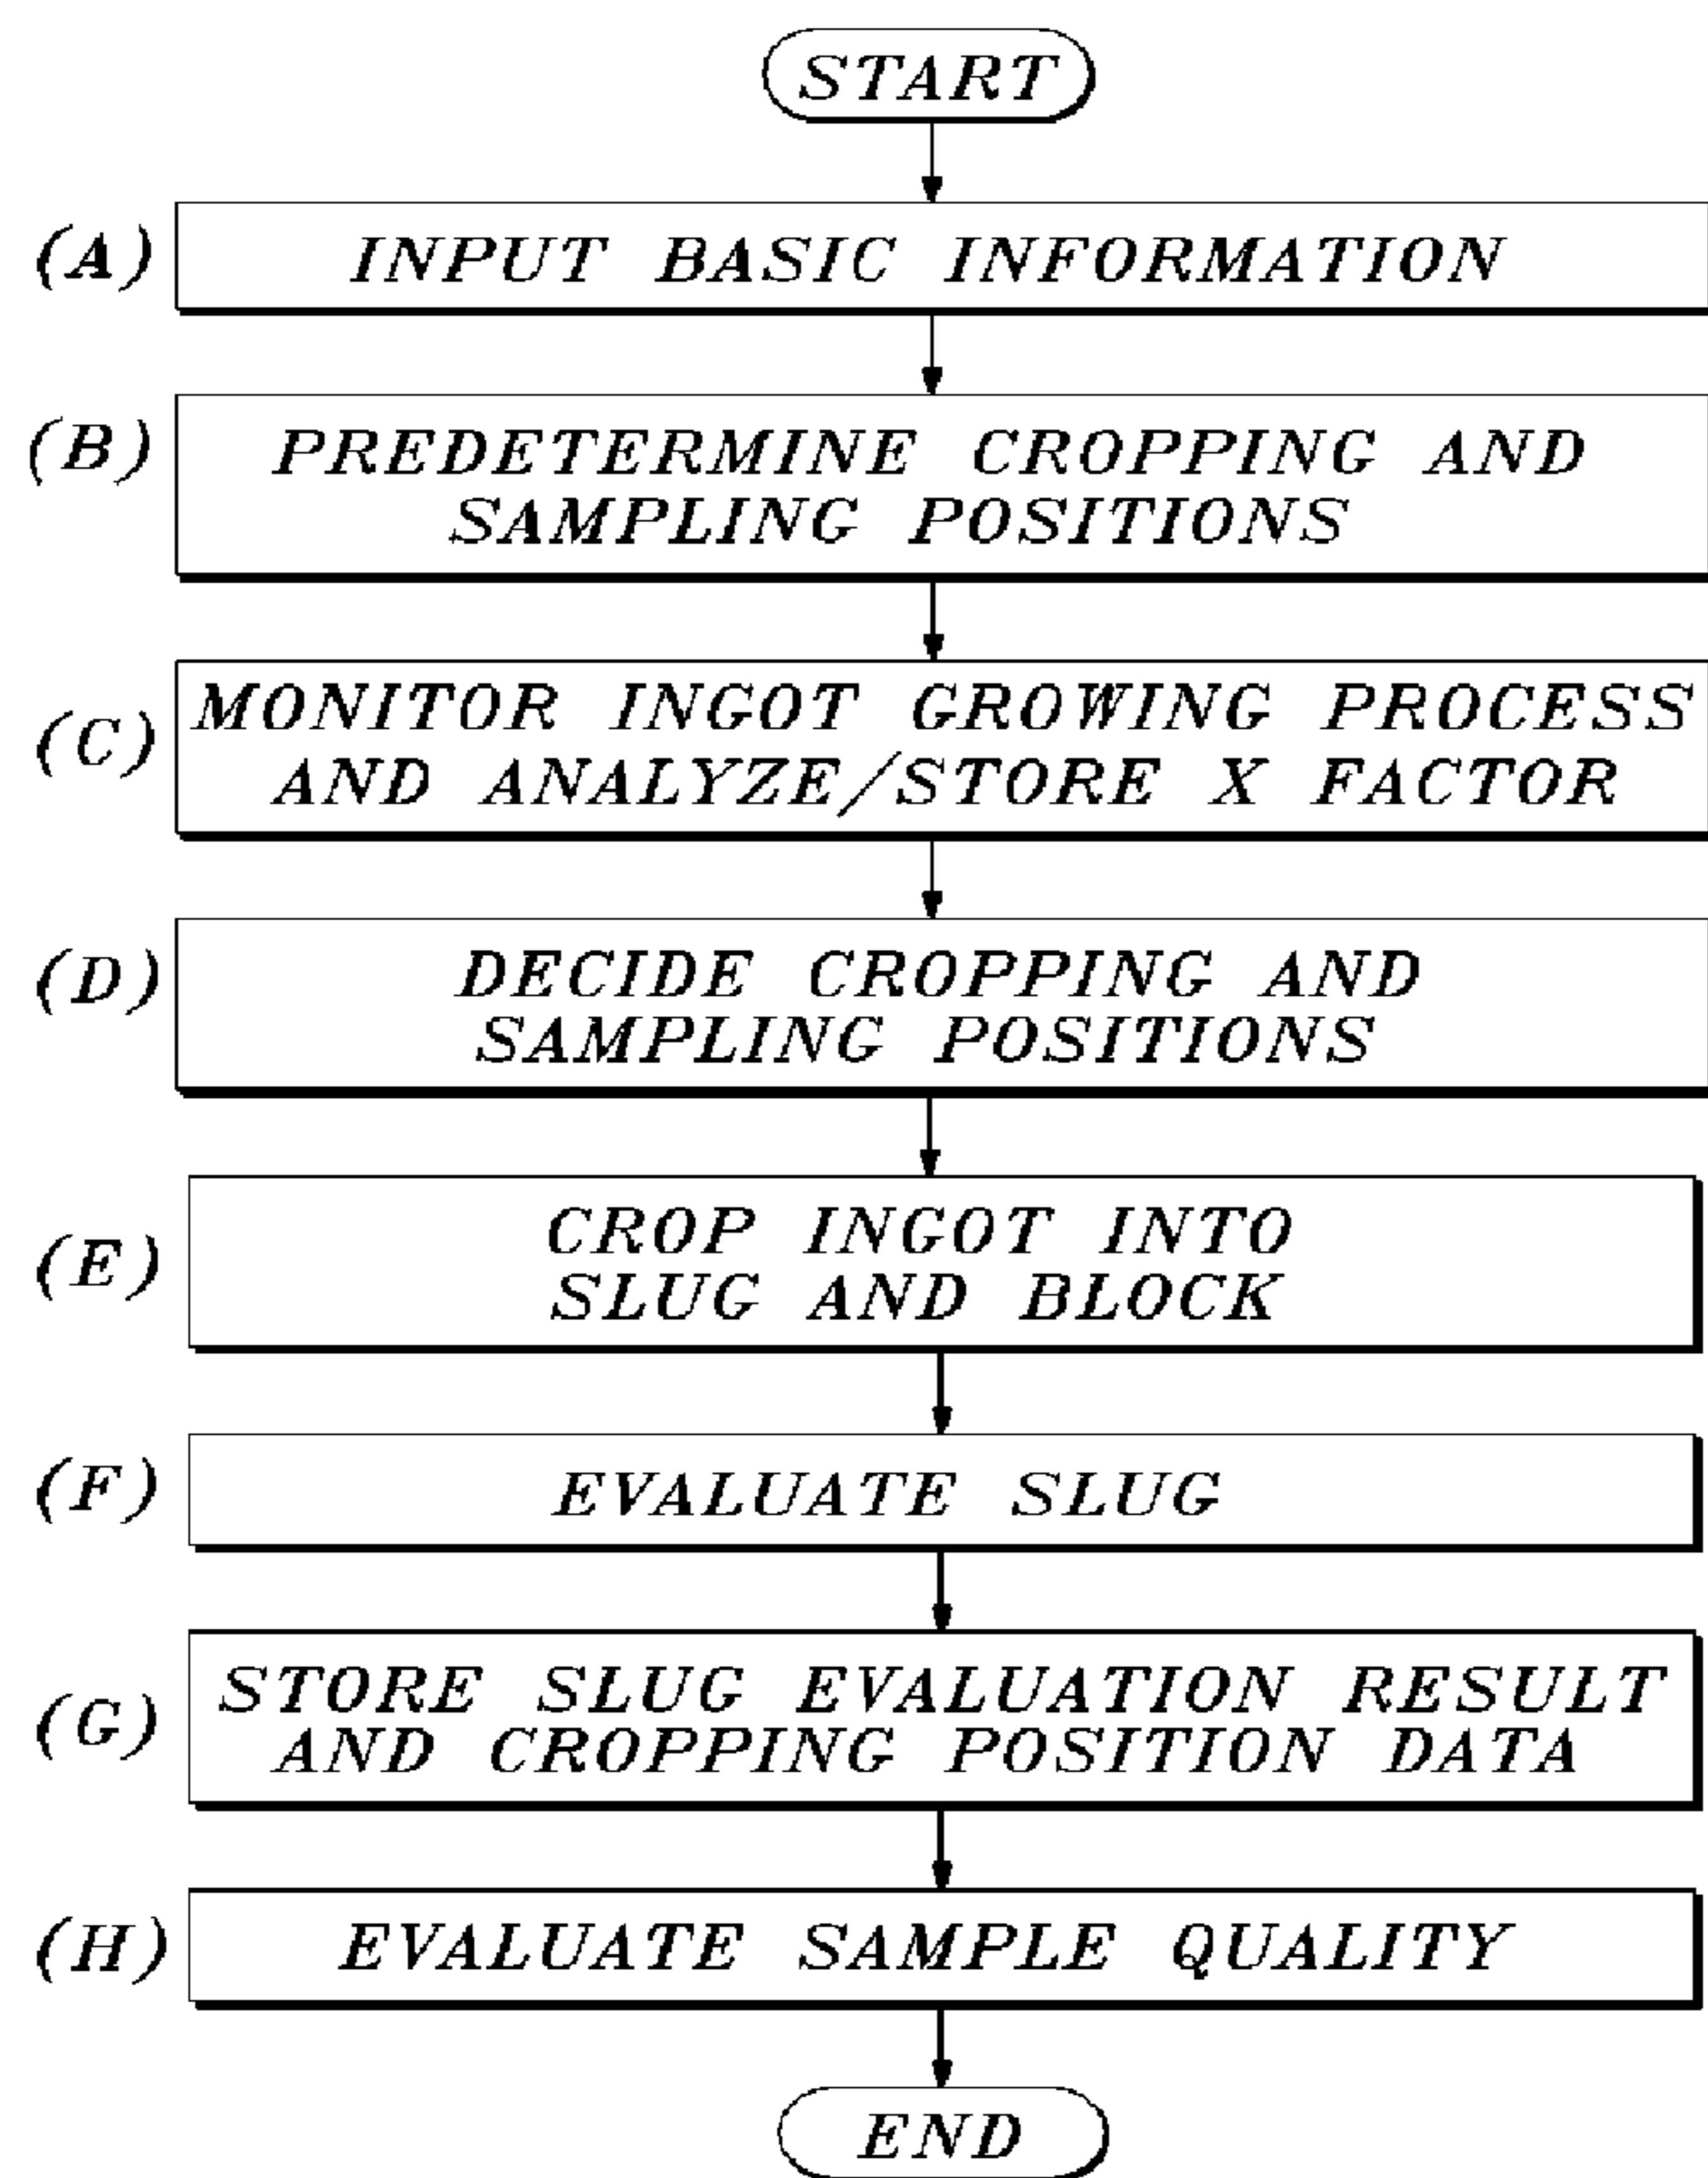 START
(A) INPUT BASIC INFORMATION
(B) PREDETERMINE CROPPING AND
SAMPLING POSITIONS
(C) MONITOR INGOT GROWING PROCESS
AND ANALYZE/STORE X FACTOR
(D) DECIDE CROPPING AND
SAMPLING POSITIONS
(E) CROP INGOT INTO
SLUG AND BLOCK
(F) EVALUATE SLUG
(G) STORE SLUG EVALUATION RESULT
AND CROPPING POSITION DATA
(H) EVALUATE SAMPLE QUALITY
END